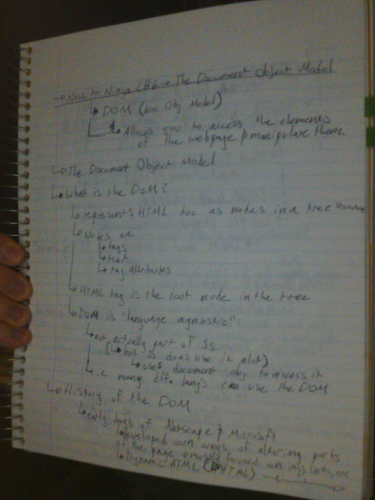 → Novice to Ninja CH6 → The Document Object Model
↳ DOM (Doc Obj Model)
↳ Allows you to access the elements
of the webpage & manipulate them.
↳ The Document Object Model
↳ What is the DOM?
↳ represents HTML doc as nodes in a tree structure
↳ Nodes are
↳ tags
↳ text
↳ tag attributes
↳ HTML tag is the root node in the tree
↳ DOM is "language agnostic"
↳ not actually part of JS
(↳ but JS does use it alot)
↳ uses document obj to access it
↳ i.e. many diff. lang's can use the DOM
↳ History of the DOM
↳ early days of Netscape & Microsoft
↳ developed own ways of altering parts
of the page
↳ Dynamic HTML (DHTML)